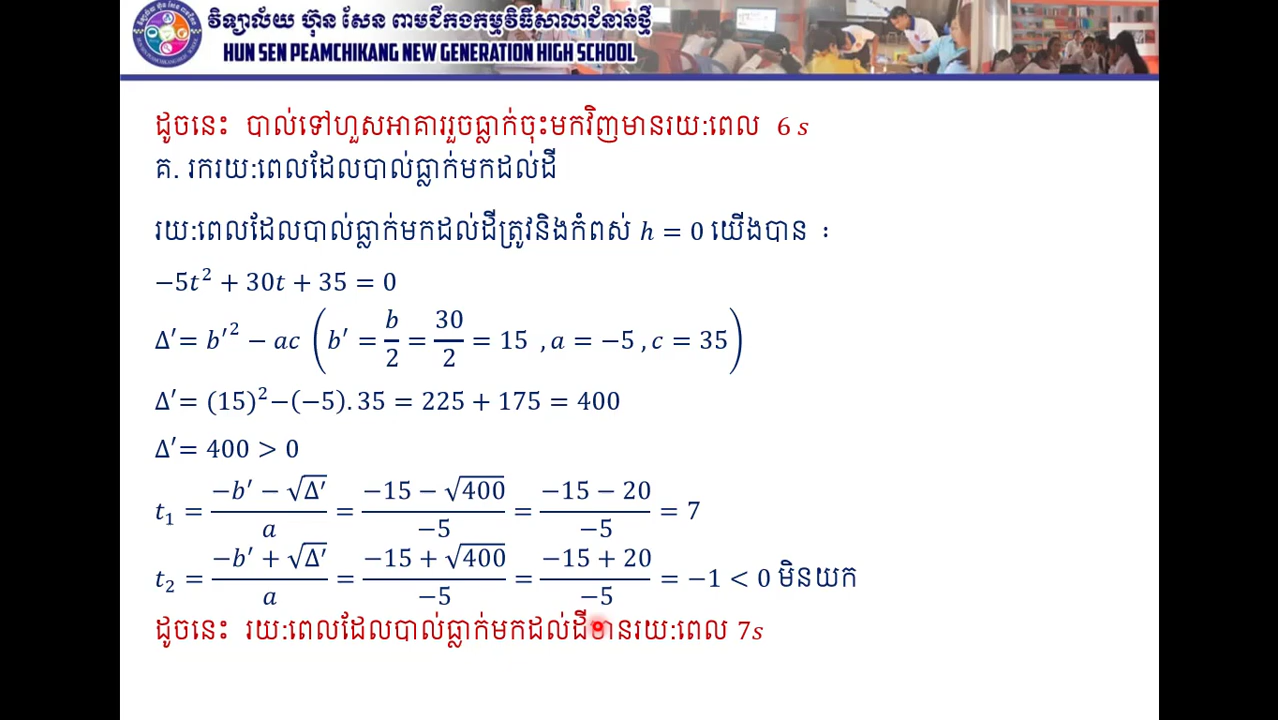 វិទ្យាល័យ ហ៊ុន សែន ពាមជីកងកម្មវិធីសាលាជំនាន់ថ្មី
HUN SEN PEAMCHIKANG NEW GENERATION HIGH SCHOOL
ដូចនេះ បាល់ទៅហួសអាគាររួចធ្លាក់ចុះមកវិញមានរយ:ពេល 6 s
គ. រករយ:ពេលដែលបាល់ធ្លាក់មកដល់ដី
រយ:ពេលដែលបាល់ធ្លាក់មកដល់ដីត្រូវនិងកំពស់ h = 0 យើងបាន ៖
−5t² + 30t + 35 = 0
Δ′= b′² − ac (b′ = b/2 = 30/2 = 15 , a = −5 , c = 35)
Δ′= (15)²−(−5). 35 = 225 + 175 = 400
Δ′= 400 > 0
t₁ = (−b′ − √Δ′)/a = (−15 − √400)/−5 = (−15 − 20)/−5 = 7
t₂ = (−b′ + √Δ′)/a = (−15 + √400)/−5 = (−15 + 20)/−5 = −1 < 0 មិនយក
ដូចនេះ រយ:ពេលដែលបាល់ធ្លាក់មកដល់ដីមានរយ:ពេល 7s